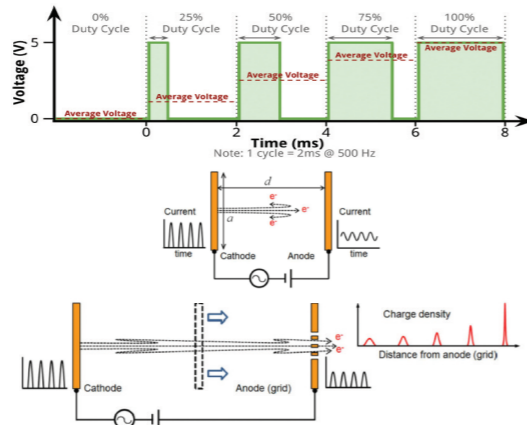 0% 25% 50% 75% 100%
Duty Cycle Duty Cycle Duty Cycle Duty Cycle Duty Cycle
Voltage (V)
5
0
Average Voltage
Average Voltage
Average Voltage
Average Voltage
Average Voltage
0 2 4 6 8
Time (ms)
Note: 1 cycle = 2ms @ 500 Hz
d
a
e-
e-
e-
Current
time
Cathode
Anode
Current
time
e-
e-
e-
Cathode
Anode (grid)
Charge density
Distance from anode (grid)